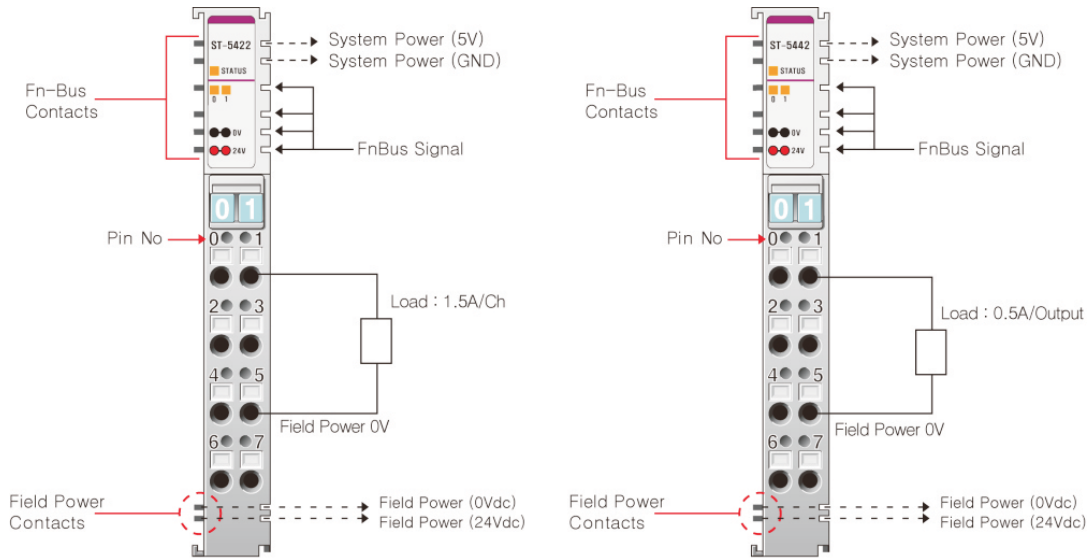 ST-5422
STATUS
0 1
0V
24V
System Power (5V)
System Power (GND)
Fn-Bus
Contacts
FnBus Signal
0 1
Pin No
0 1
2 3
4 5
6 7
Load : 1.5A/Ch
Field Power 0V
Field Power
Contacts
Field Power (0Vdc)
Field Power (24Vdc)
ST-5442
STATUS
0 1
0V
24V
System Power (5V)
System Power (GND)
Fn-Bus
Contacts
FnBus Signal
0 1
Pin No
0 1
2 3
4 5
6 7
Load : 0.5A/Output
Field Power 0V
Field Power
Contacts
Field Power (0Vdc)
Field Power (24Vdc)